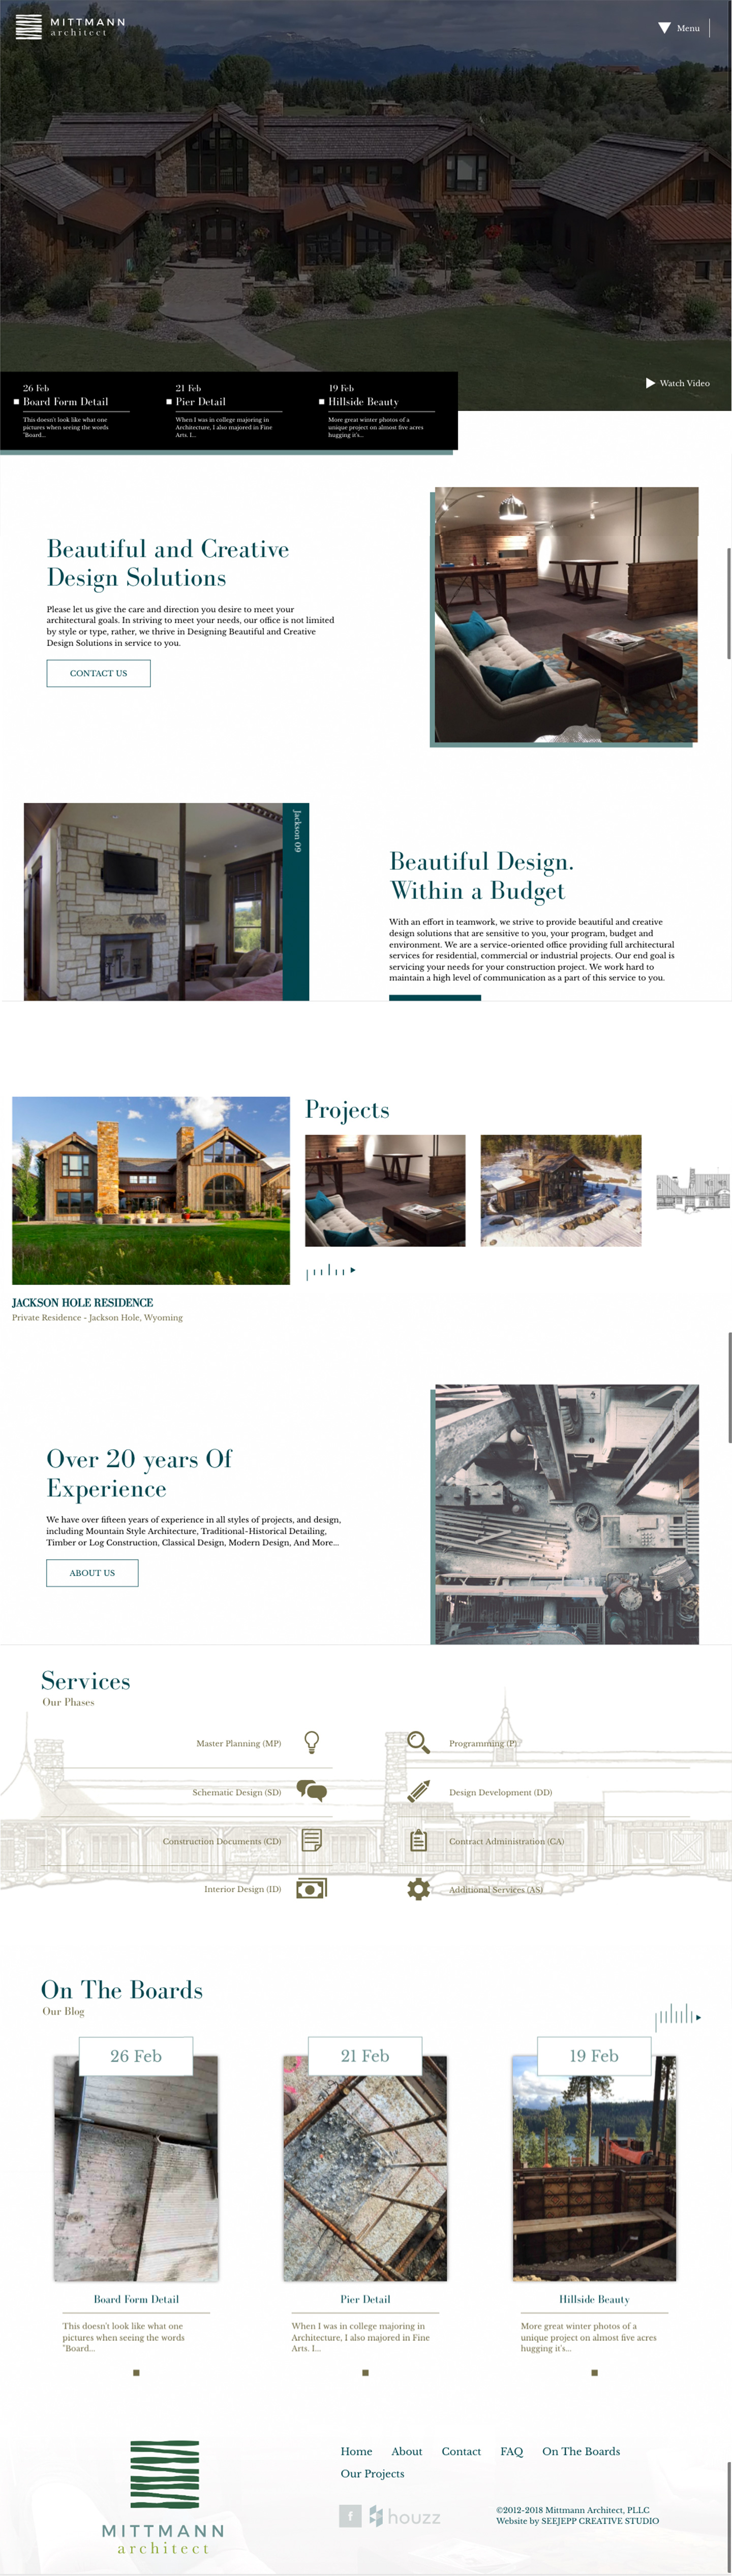 MITTMANN
architect
Menu
Watch Video
26 Feb
Board Form Detail
This doesn't look like what one
pictures when seeing the words
"Board...
21 Feb
Pier Detail
When I was in college majoring in
Architecture, I also majored in Fine
Arts. I...
19 Feb
Hillside Beauty
More great winter photos of a
unique project on almost five acres
hugging it's...
Beautiful and Creative
Design Solutions
Please let us give the care and direction you desire to meet your
architectural goals. In striving to meet your needs, our office is not limited
by style or type, rather, we thrive in Designing Beautiful and Creative
Design Solutions in service to you.
CONTACT US
Jackson 09
Beautiful Design.
Within a Budget
With an effort in teamwork, we strive to provide beautiful and creative
design solutions that are sensitive to you, your program, budget and
environment. We are a service-oriented office providing full architectural
services for residential, commercial or industrial projects. Our end goal is
servicing your needs for your construction project. We work hard to
maintain a high level of communication as a part of this service to you.
Projects
JACKSON HOLE RESIDENCE
Private Residence - Jackson Hole, Wyoming
Over 20 years Of
Experience
We have over fifteen years of experience in all styles of projects, and design,
including Mountain Style Architecture, Traditional-Historical Detailing,
Timber or Log Construction, Classical Design, Modern Design, And More...
ABOUT US
Services
Our Phases
Master Planning (MP)
Programming (P)
Schematic Design (SD)
Design Development (DD)
Construction Documents (CD)
Contract Administration (CA)
Interior Design (ID)
Additional Services (AS)
On The Boards
Our Blog
26 Feb
Board Form Detail
This doesn't look like what one
pictures when seeing the words
"Board...
21 Feb
Pier Detail
When I was in college majoring in
Architecture, I also majored in Fine
Arts. I...
19 Feb
Hillside Beauty
More great winter photos of a
unique project on almost five acres
hugging it's...
MITTMANN
architect
Home About Contact FAQ On The Boards
Our Projects
f houzz
©2012-2018 Mittmann Architect, PLLC
Website by SEEJEPP CREATIVE STUDIO